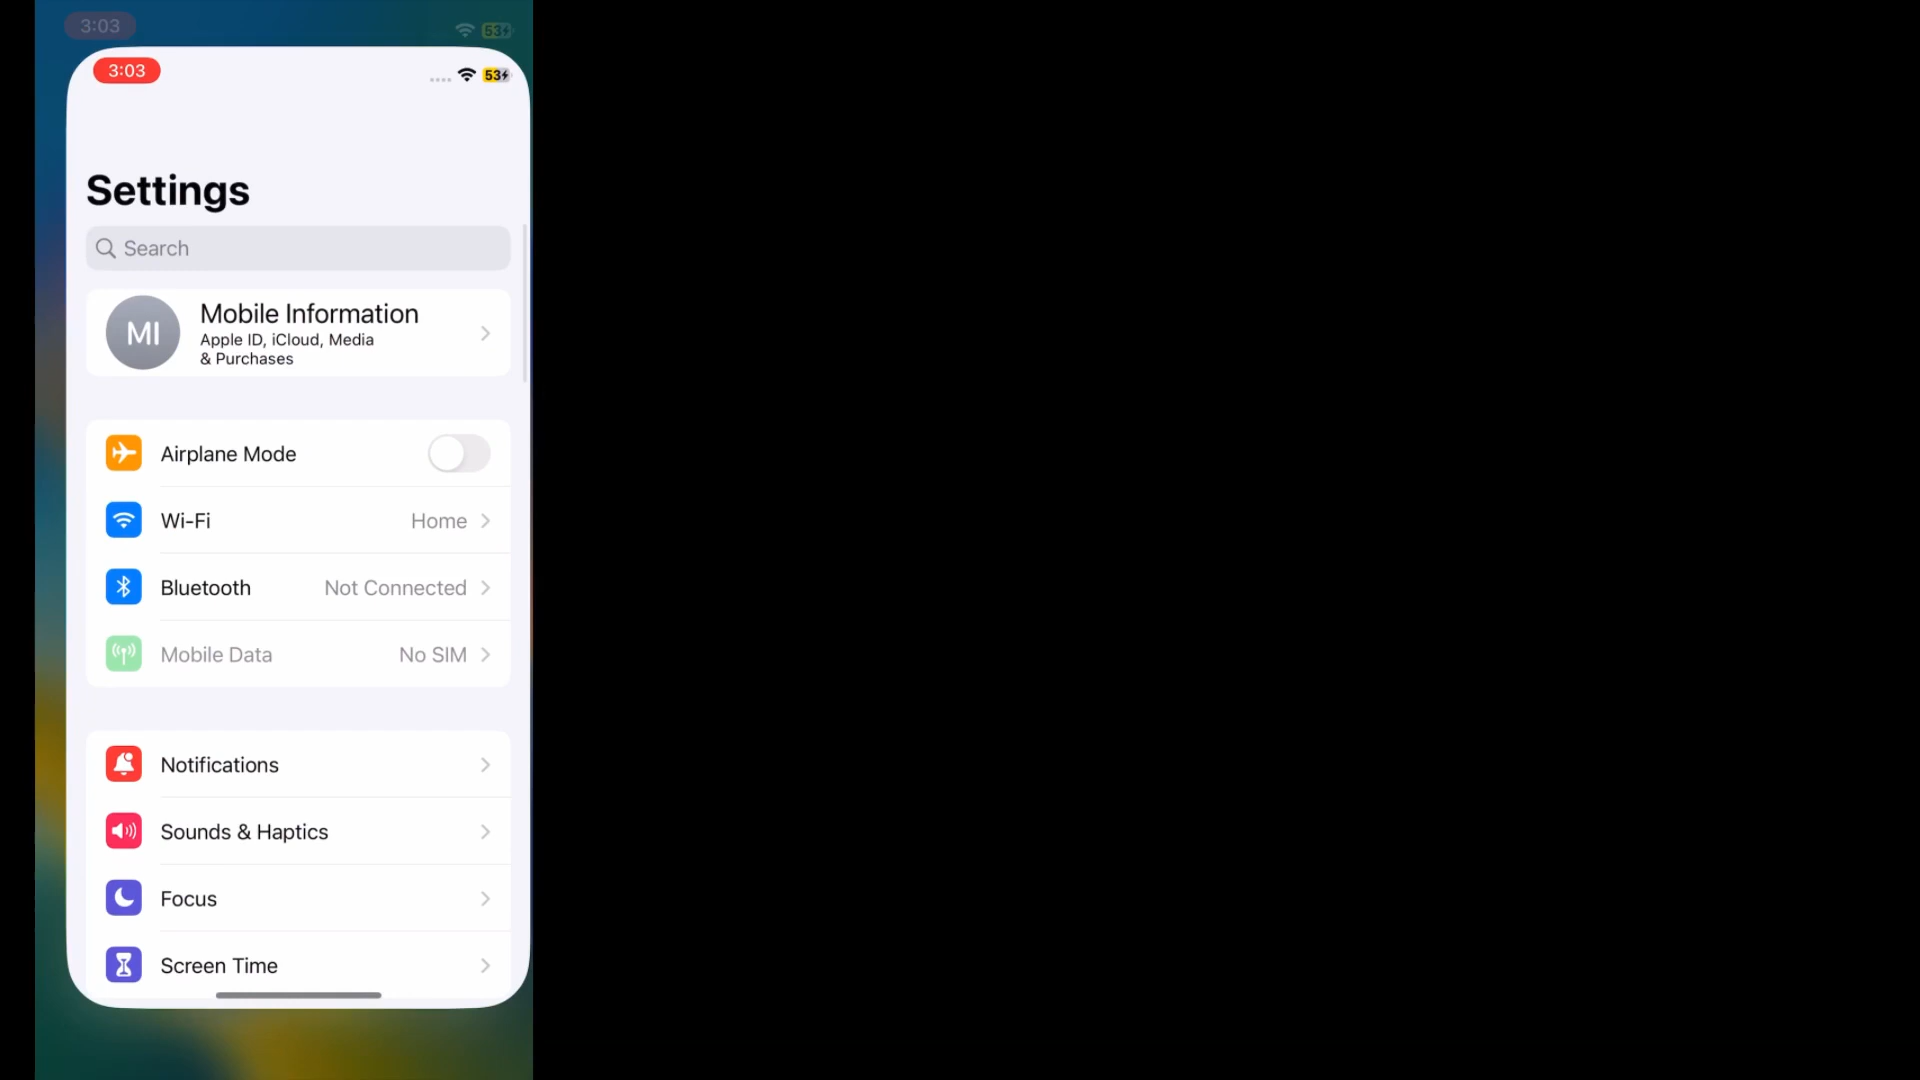 3:03
53
3:03
53
Settings
Search
MI
Mobile Information
Apple ID, iCloud, Media
& Purchases
Airplane Mode
Wi-Fi Home
Bluetooth Not Connected
Mobile Data No SIM
Notifications
Sounds & Haptics
Focus
Screen Time